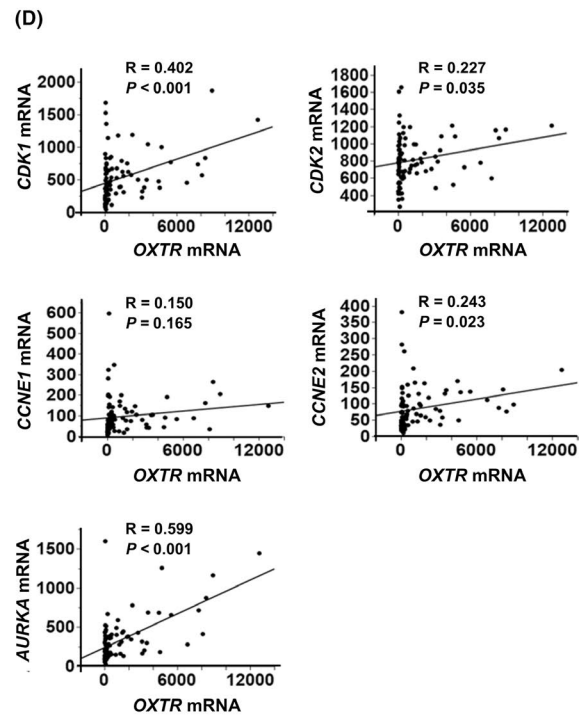 (D)
R = 0.402
P < 0.001
2000
1500
1000
500
0
CDK1 mRNA
0 6000 12000
OXTR mRNA
R = 0.227
P = 0.035
1800
1600
1400
1200
1000
800
600
400
CDK2 mRNA
0 6000 12000
OXTR mRNA
R = 0.150
P = 0.165
600
500
400
300
200
100
0
CCNE1 mRNA
0 6000 12000
OXTR mRNA
R = 0.243
P = 0.023
400
350
300
250
200
150
100
50
0
CCNE2 mRNA
0 6000 12000
OXTR mRNA
R = 0.599
P < 0.001
1500
1000
500
0
AURKA mRNA
0 6000 12000
OXTR mRNA